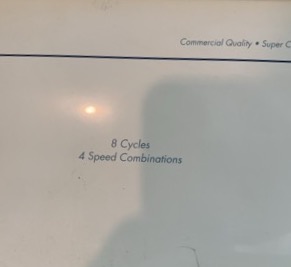 Commercial Quality • Super C
8 Cycles
4 Speed Combinations